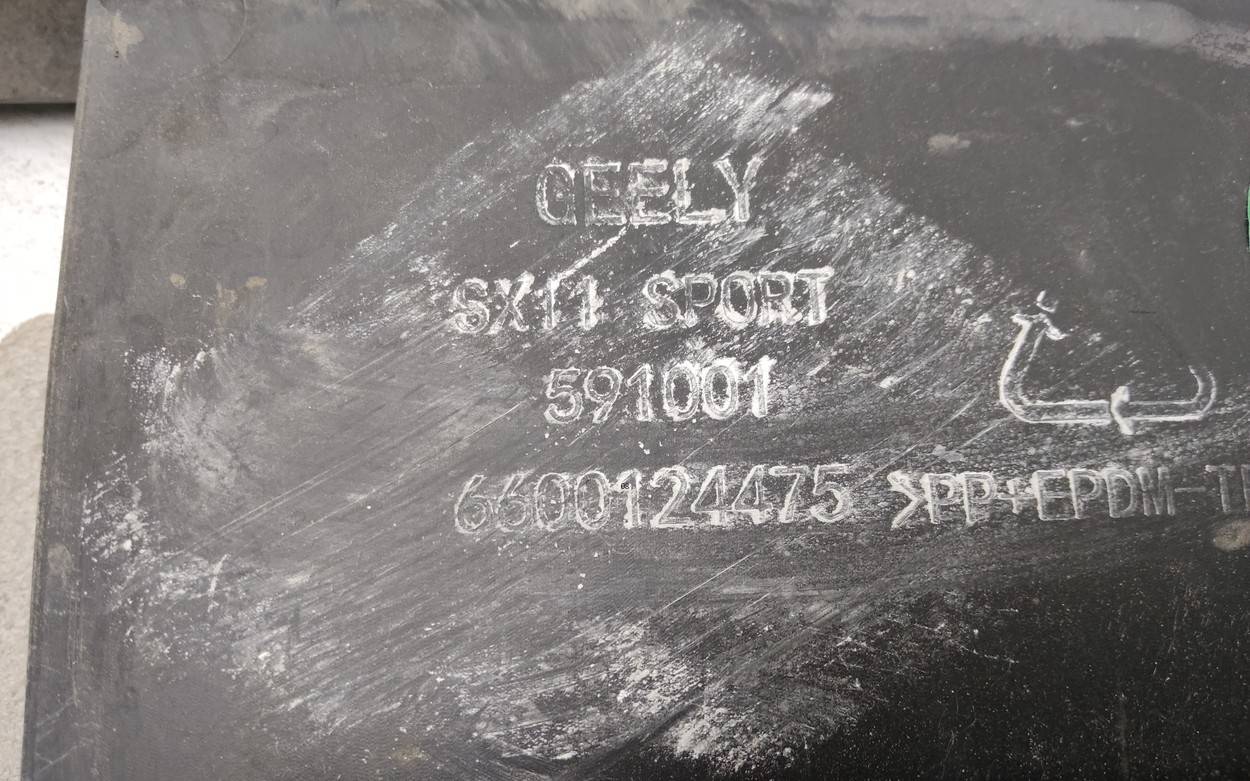 GEELY
SX11 SPORT
591001
6600124475 >PP+EPDM-T